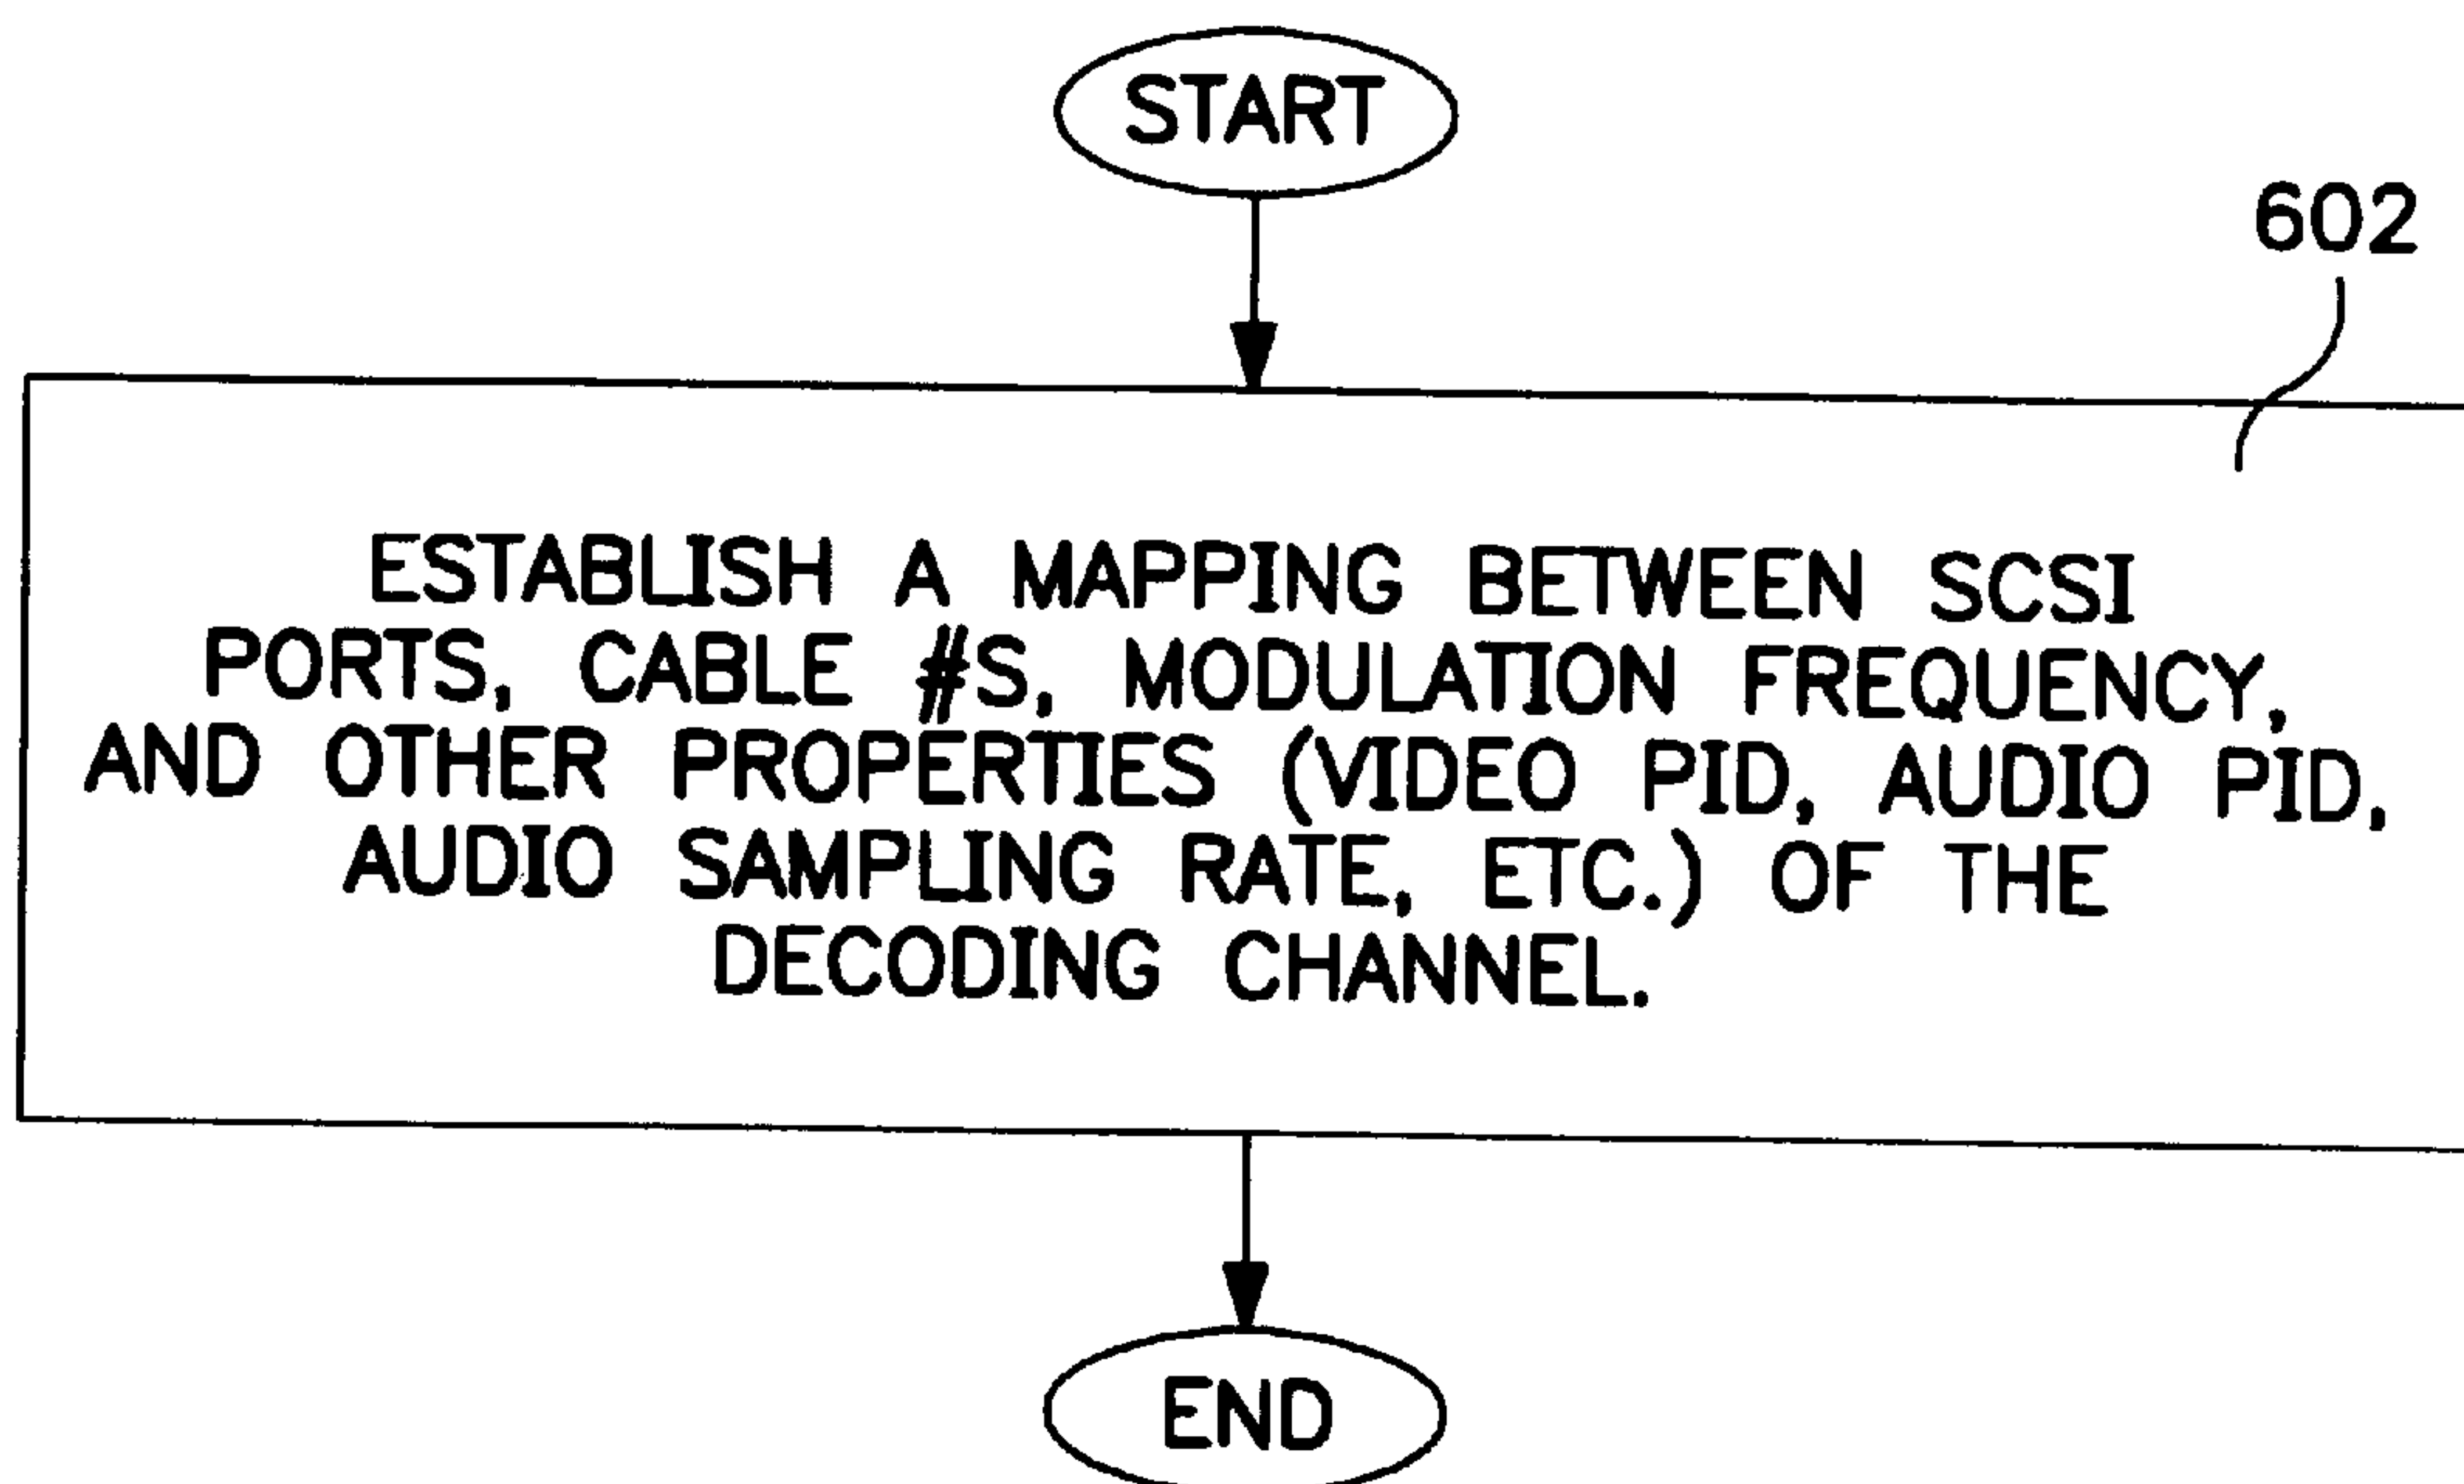 START
602
ESTABLISH A MAPPING BETWEEN SCSI
PORTS, CABLE #S, MODULATION FREQUENCY,
AND OTHER PROPERTIES (VIDEO PID, AUDIO PID,
AUDIO SAMPLING RATE, ETC.) OF THE
DECODING CHANNEL.
END